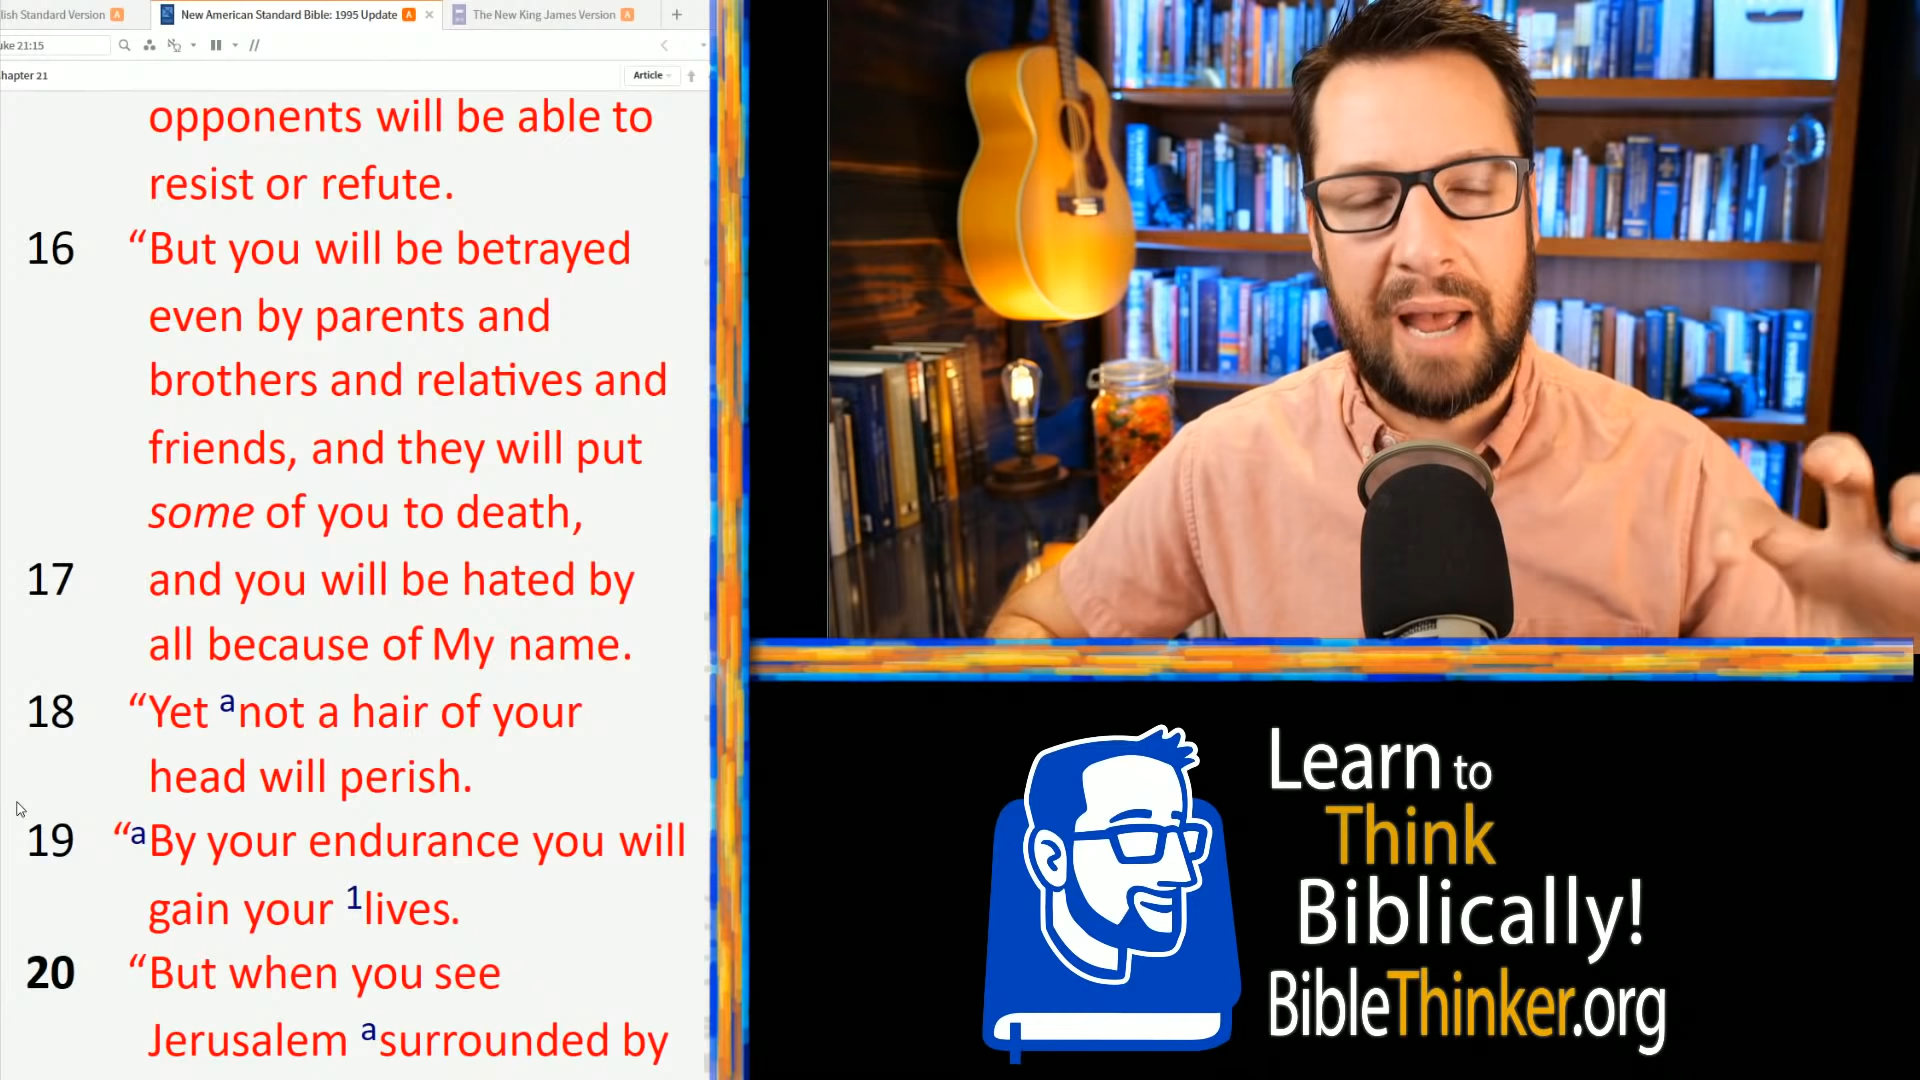 lish Standard Version A
New American Standard Bible: 1995 Update A
The New King James Version A
uke 21:15
hapter 21
Article
opponents will be able to
resist or refute.
16 “But you will be betrayed
even by parents and
brothers and relatives and
friends, and they will put
some of you to death,
17 and you will be hated by
all because of My name.
18 “Yet a not a hair of your
head will perish.
19 “a By your endurance you will
gain your 1 lives.
20 “But when you see
Jerusalem a surrounded by
Learn to
Think
Biblically!
BibleThinker.org